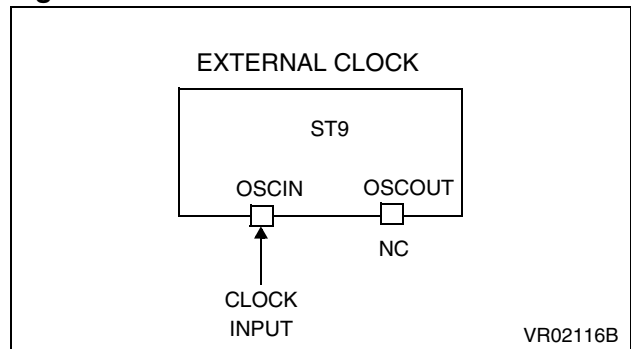 EXTERNAL CLOCK
ST9
OSCIN OSCOUT
NC
CLOCK
INPUT
VR02116B